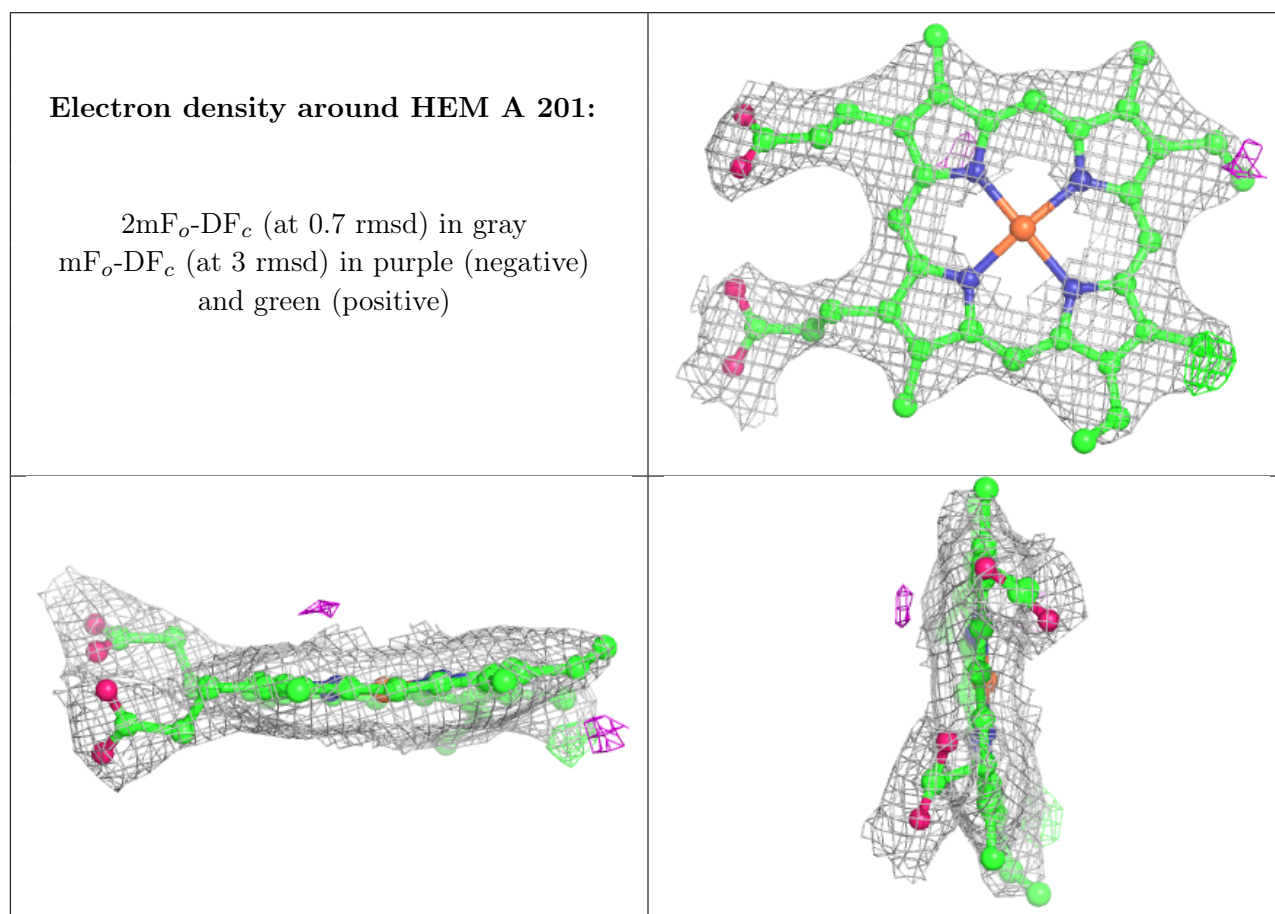 Electron density around HEM A 201:
2mFo-DFc (at 0.7 rmsd) in gray
mFo-DFc (at 3 rmsd) in purple (negative)
and green (positive)